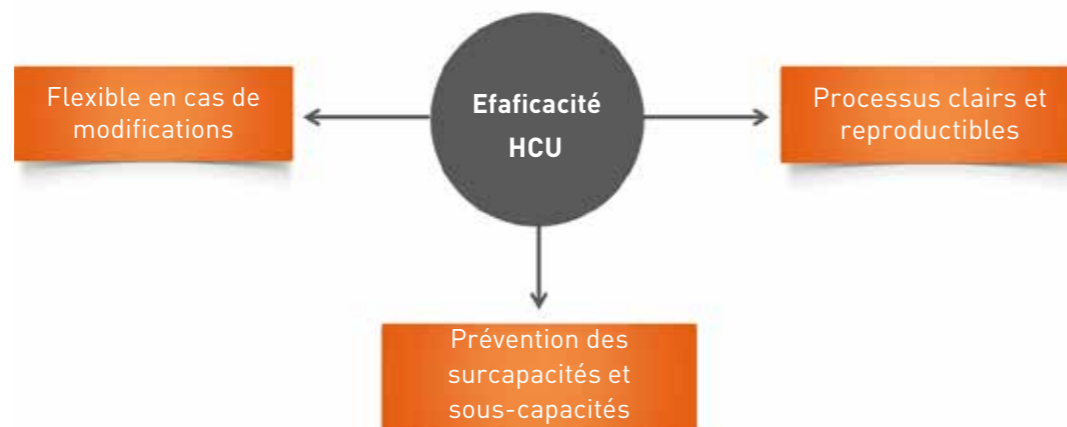 Flexible en cas de
modifications
Efaficacité
HCU
Processus clairs et
reproductibles
Prévention des
surcapacités et
sous-capacités